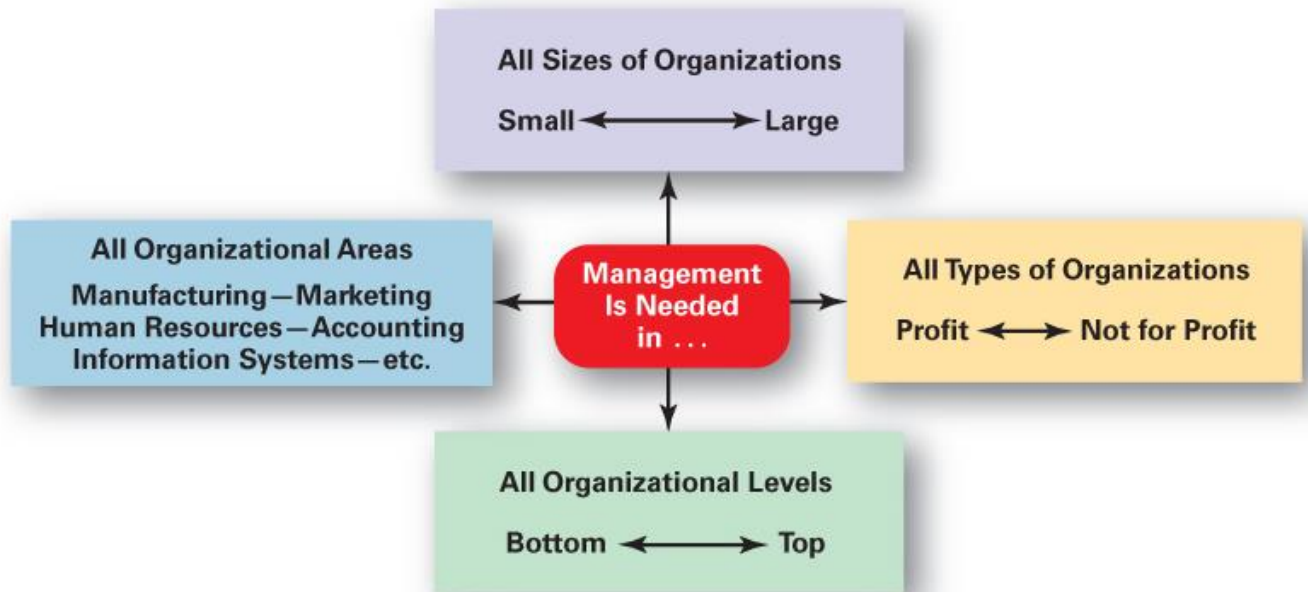 All Sizes of Organizations
Small Large
All Organizational Areas
Manufacturing—Marketing
Human Resources—Accounting
Information Systems—etc.
Management
Is Needed
in . . .
All Types of Organizations
Profit Not for Profit
All Organizational Levels
Bottom Top